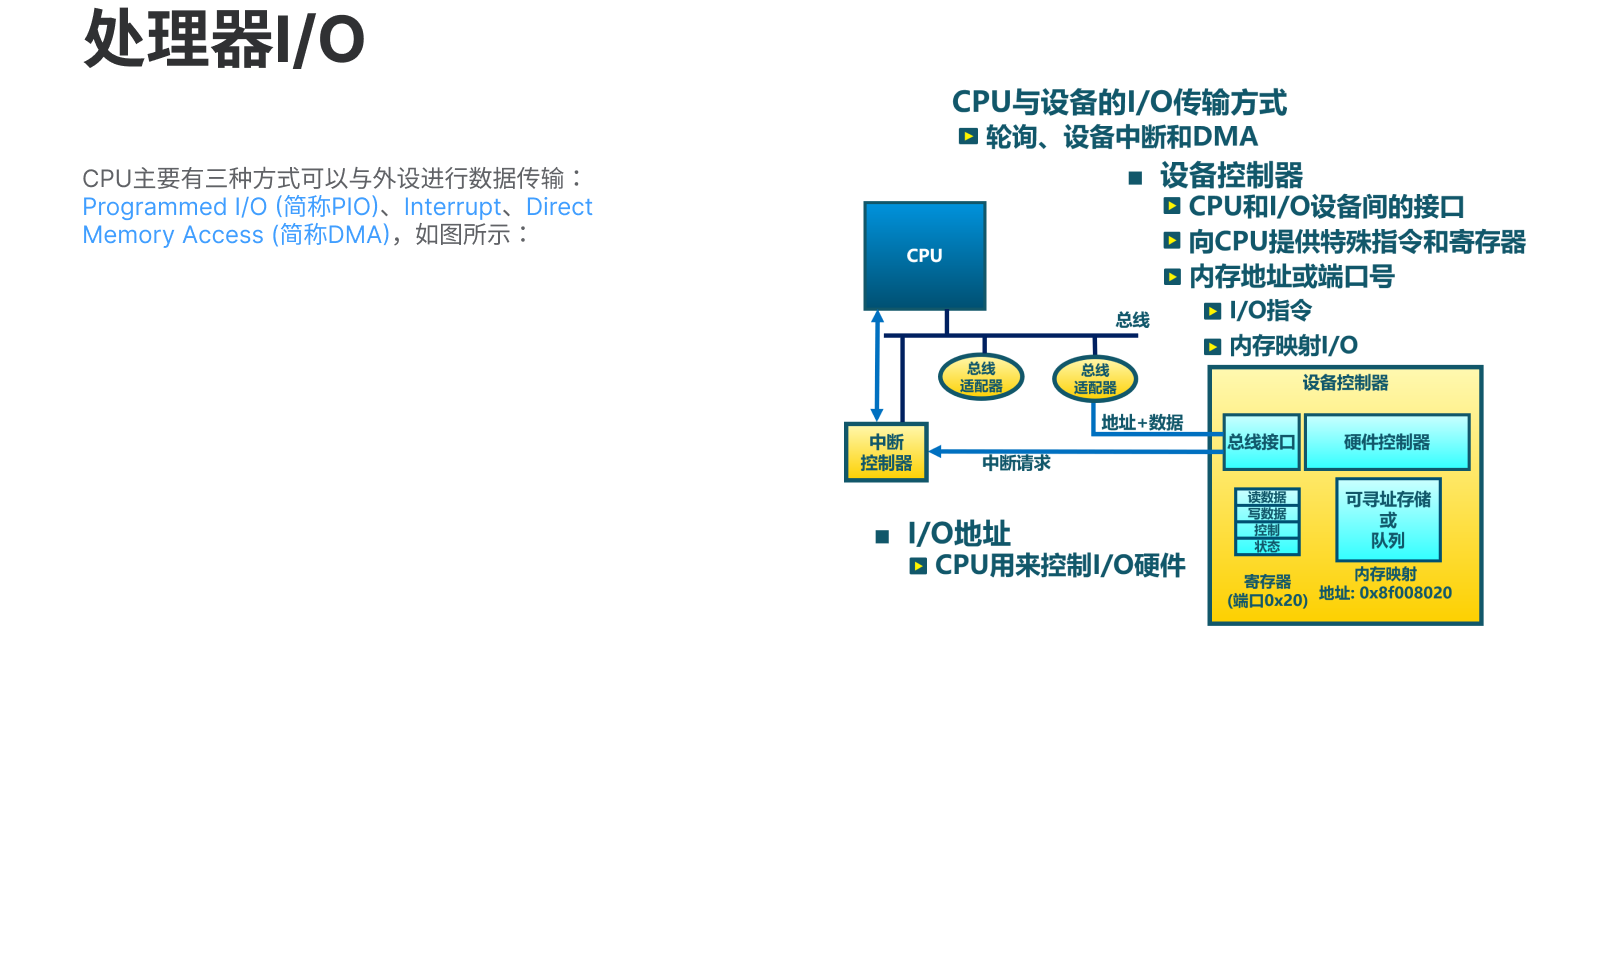 处理器I/O
CPU主要有三种方式可以与外设进行数据传输：
Programmed I/O (简称PIO)、Interrupt、Direct
Memory Access (简称DMA)，如图所示：
CPU与设备的I/O传输方式
轮询、设备中断和DMA
设备控制器
CPU和I/O设备间的接口
向CPU提供特殊指令和寄存器
内存地址或端口号
I/O指令
内存映射I/O
CPU
总线
总线
适配器
总线
适配器
地址+数据
中断
控制器
中断请求
设备控制器
总线接口
硬件控制器
读数据
写数据
控制
状态
寄存器
(端口0x20)
可寻址存储
或
队列
内存映射
地址: 0x8f008020
I/O地址
CPU用来控制I/O硬件